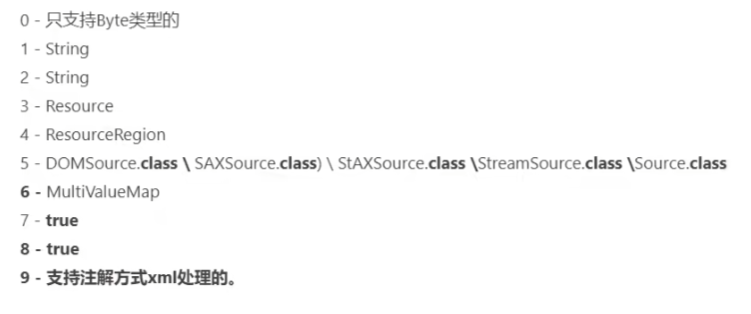 0 - 只支持Byte类型的
1 - String
2 - String
3 - Resource
4 - ResourceRegion
5 - DOMSource.class \ SAXSource.class) \ StAXSource.class \StreamSource.class \Source.class
6 - MultiValueMap
7 - true
8 - true
9 - 支持注解方式xml处理的。